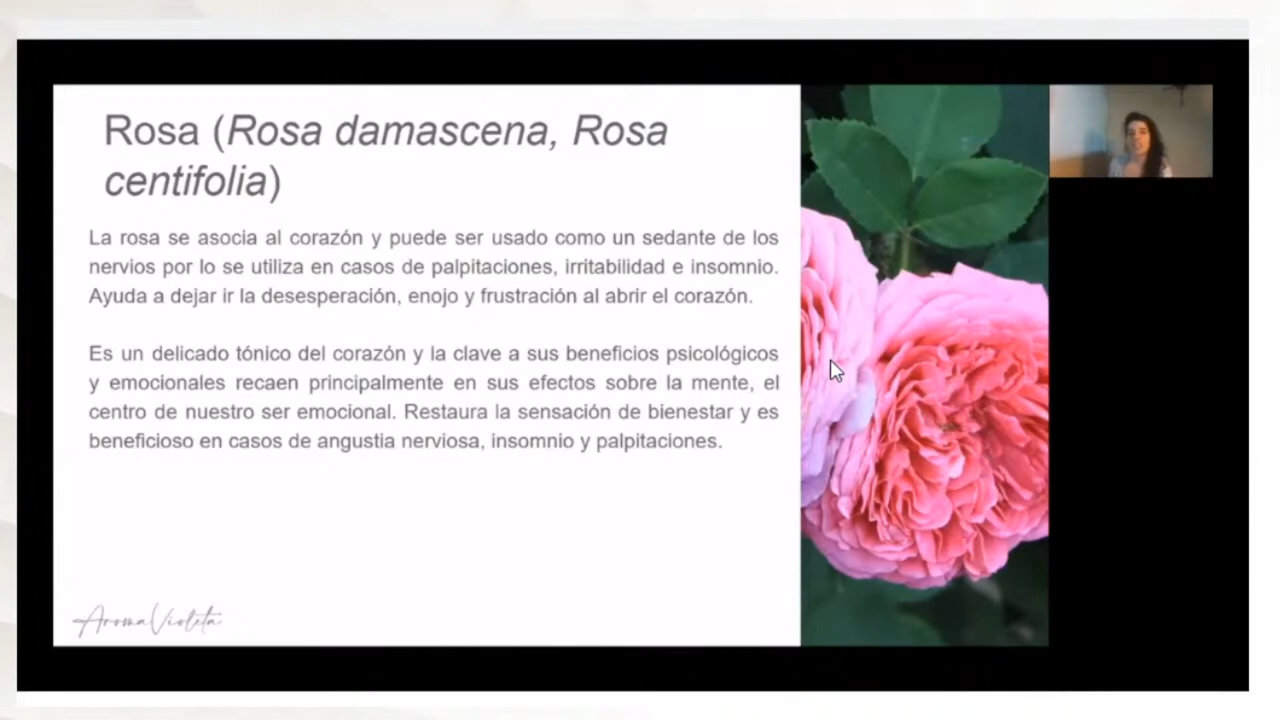 Rosa (Rosa damascena, Rosa
centifolia)
La rosa se asocia al corazón y puede ser usado como un sedante de los
nervios por lo se utiliza en casos de palpitaciones, irritabilidad e insomnio.
Ayuda a dejar ir la desesperación, enojo y frustración al abrir el corazón.
Es un delicado tónico del corazón y la clave a sus beneficios psicológicos
y emocionales recaen principalmente en sus efectos sobre la mente, el
centro de nuestro ser emocional. Restaura la sensación de bienestar y es
beneficioso en casos de angustia nerviosa, insomnio y palpitaciones.
AromaVioleta